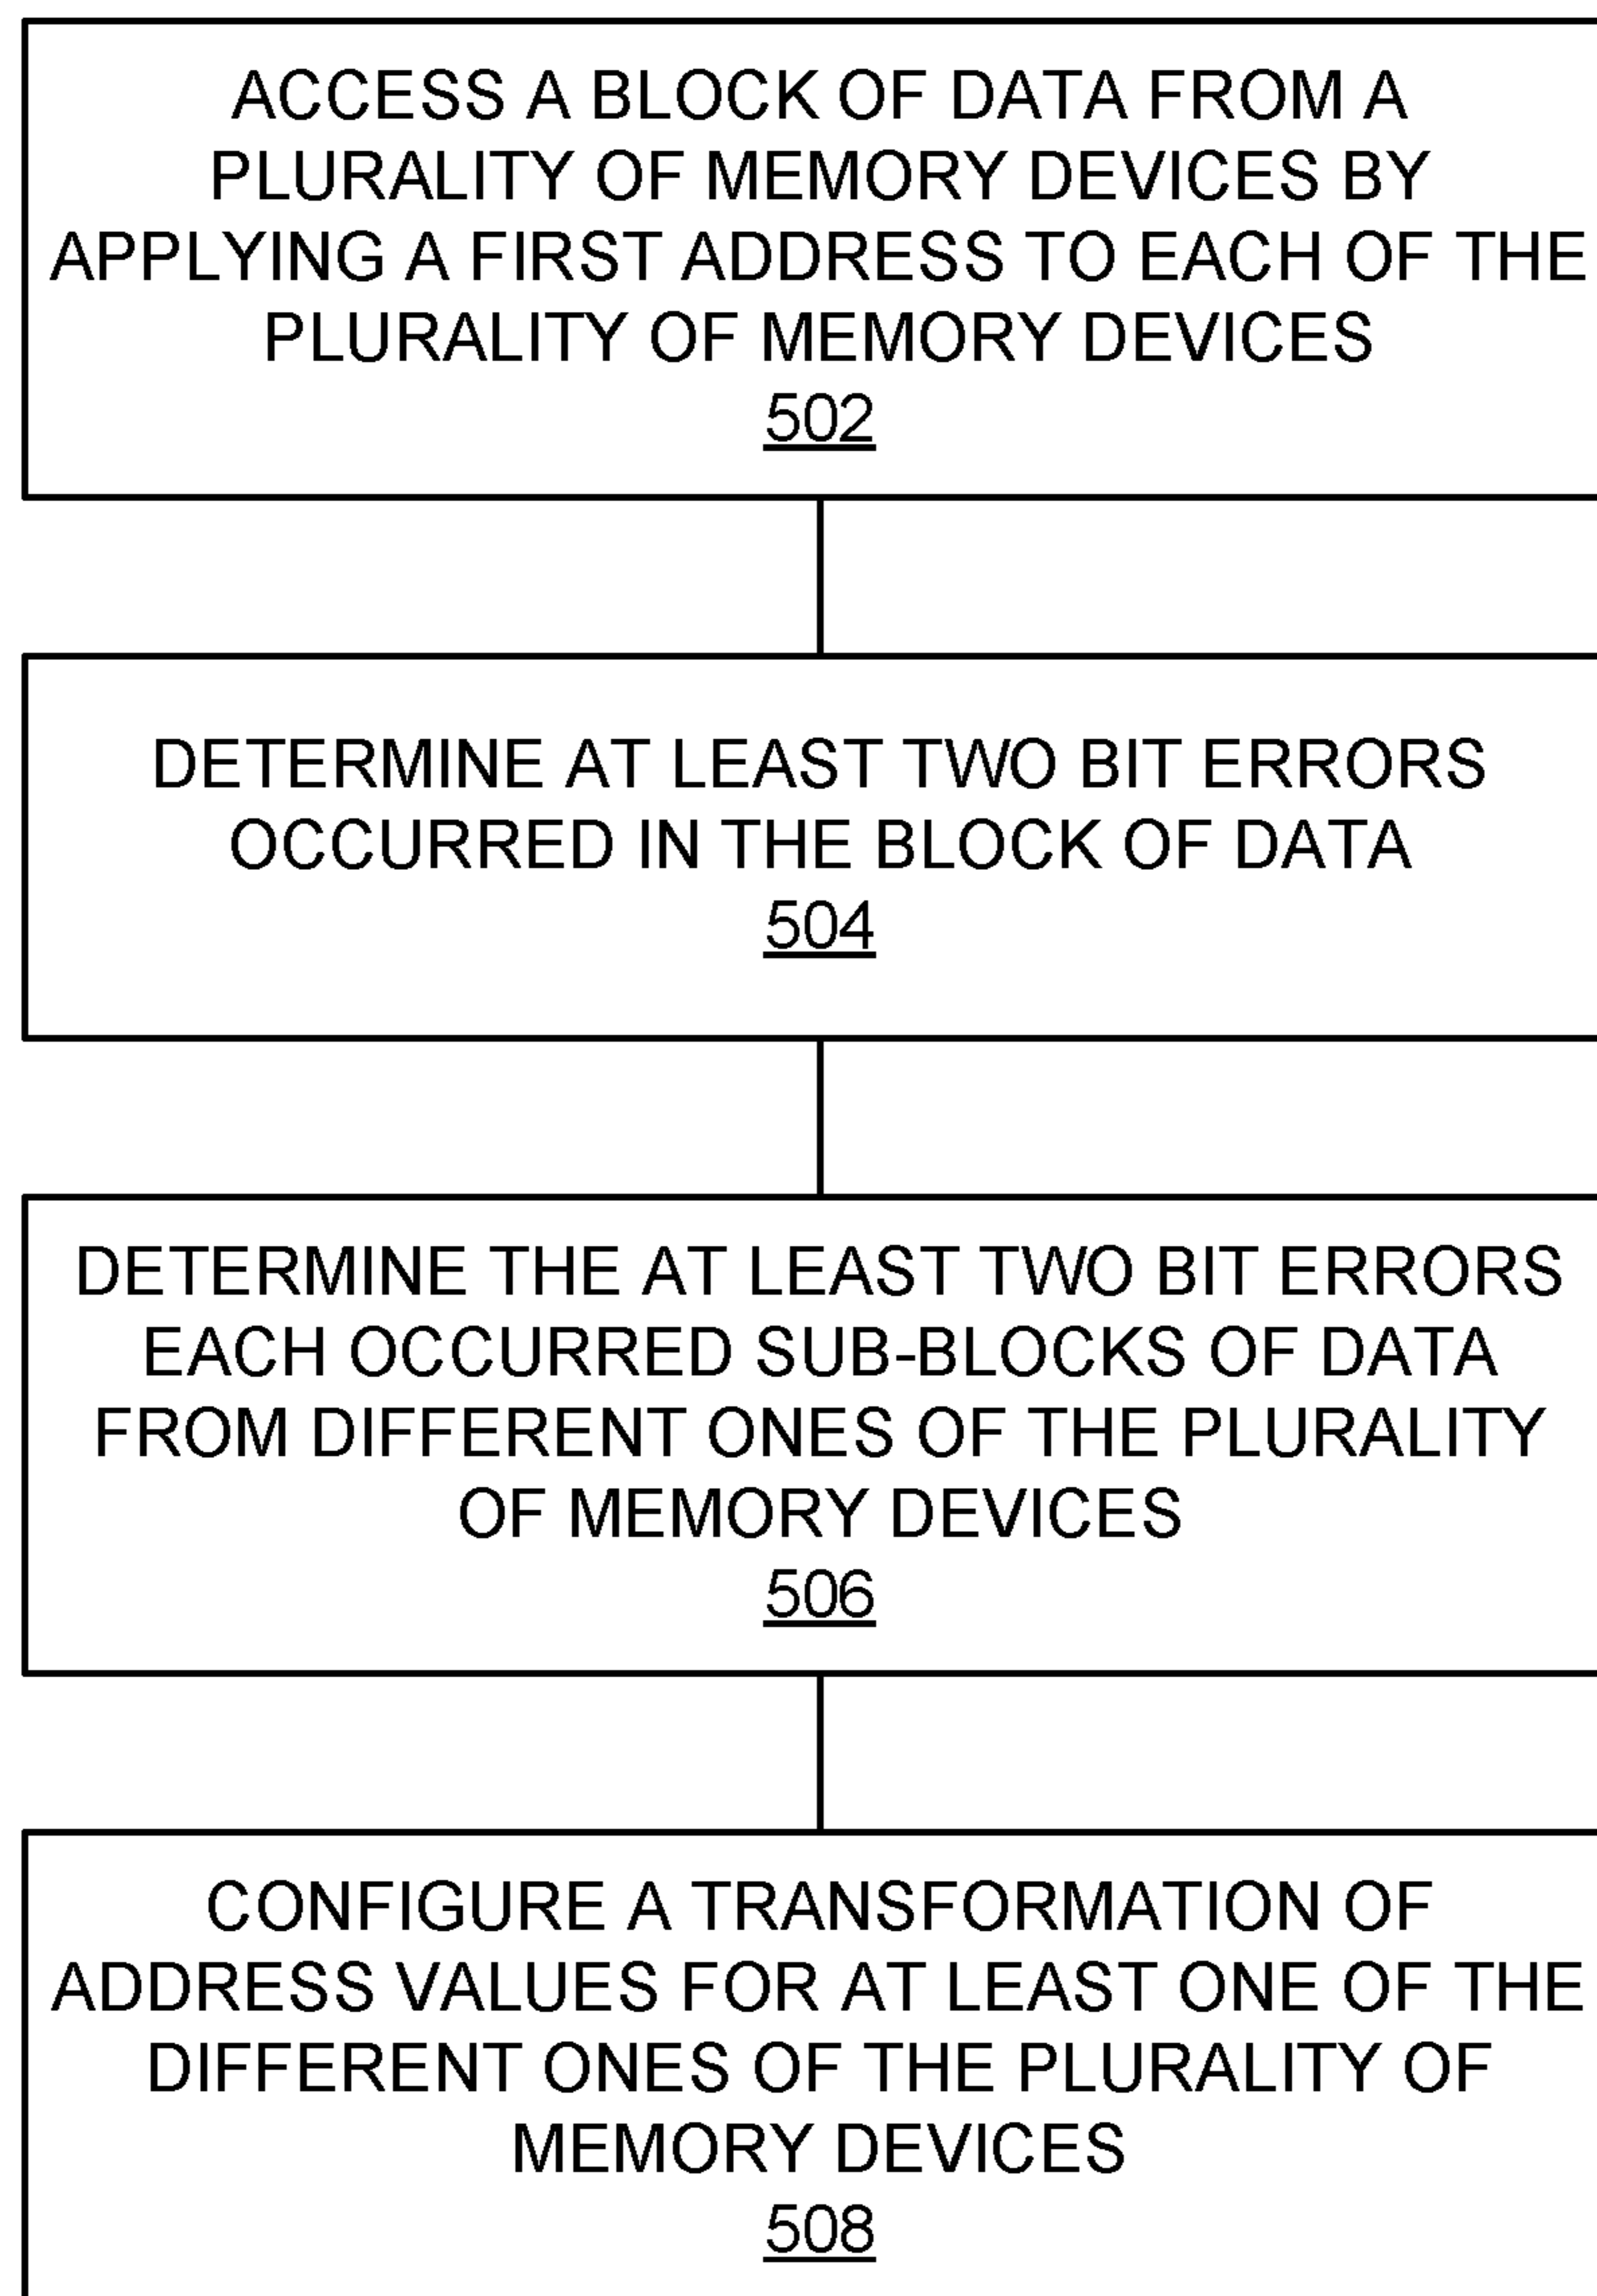 ACCESS A BLOCK OF DATA FROM A
PLURALITY OF MEMORY DEVICES BY
APPLYING A FIRST ADDRESS TO EACH OF THE
PLURALITY OF MEMORY DEVICES
502
DETERMINE AT LEAST TWO BIT ERRORS
OCCURRED IN THE BLOCK OF DATA
504
DETERMINE THE AT LEAST TWO BIT ERRORS
EACH OCCURRED SUB-BLOCKS OF DATA
FROM DIFFERENT ONES OF THE PLURALITY
OF MEMORY DEVICES
506
CONFIGURE A TRANSFORMATION OF
ADDRESS VALUES FOR AT LEAST ONE OF THE
DIFFERENT ONES OF THE PLURALITY OF
MEMORY DEVICES
508